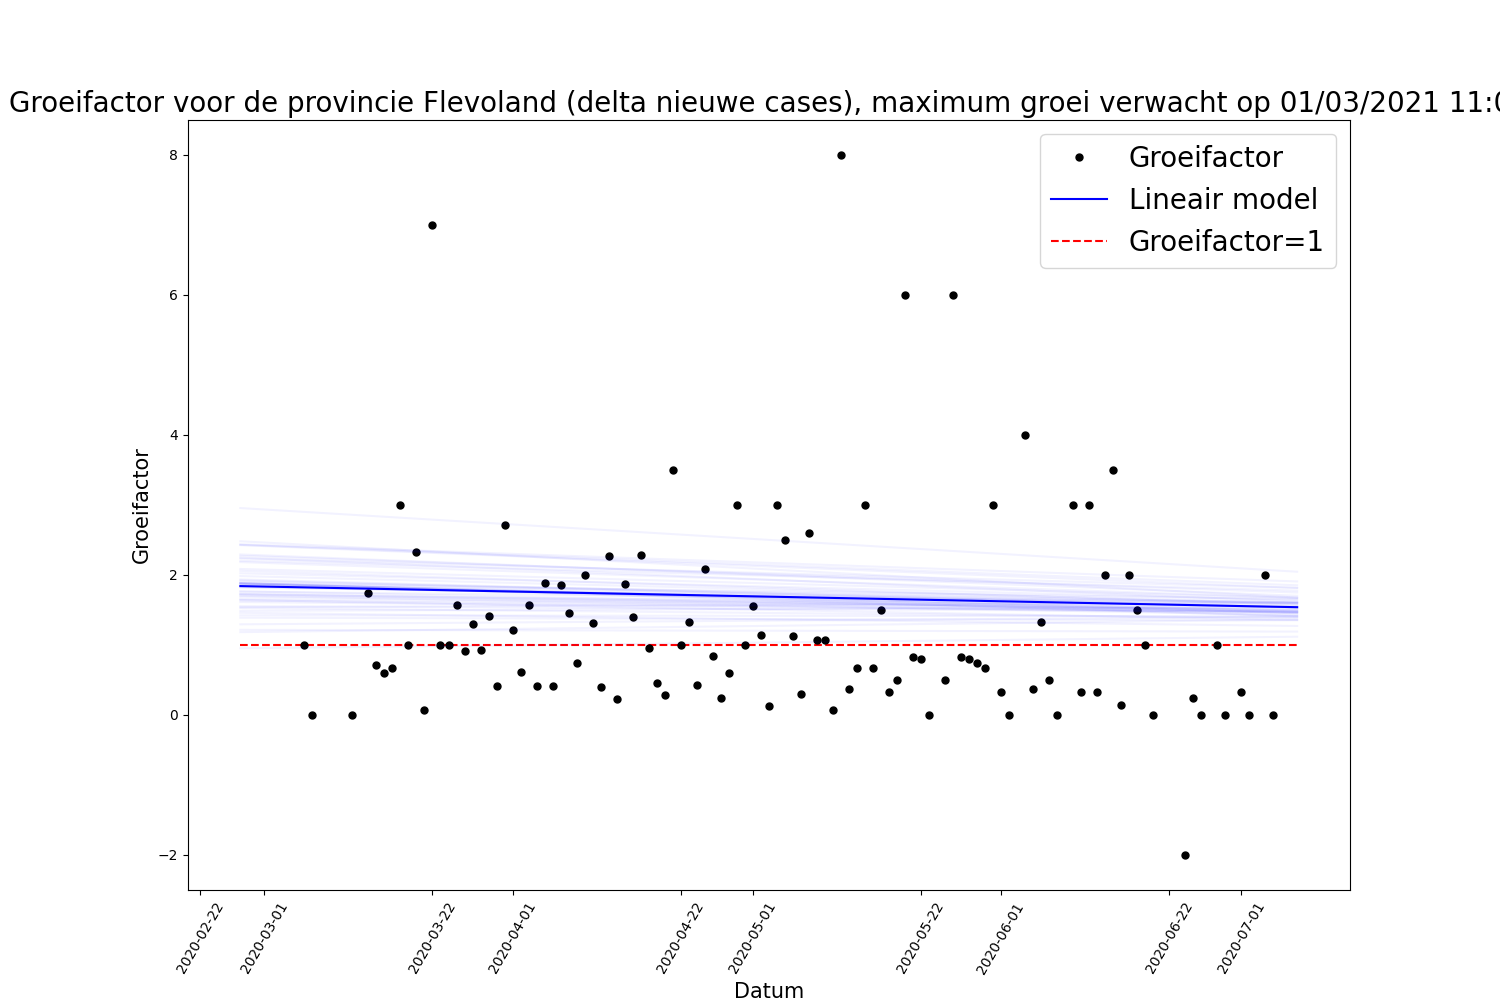 Groeifactor voor de provincie Flevoland (delta nieuwe cases), maximum groei verwacht op 01/03/2021 11:0
Groeifactor
Lineair model
Groeifactor=1
8
6
4
2
0
−2
Groeifactor
2020-02-22
2020-03-01
2020-03-22
2020-04-01
2020-04-22
2020-05-01
2020-05-22
2020-06-01
2020-06-22
2020-07-01
Datum